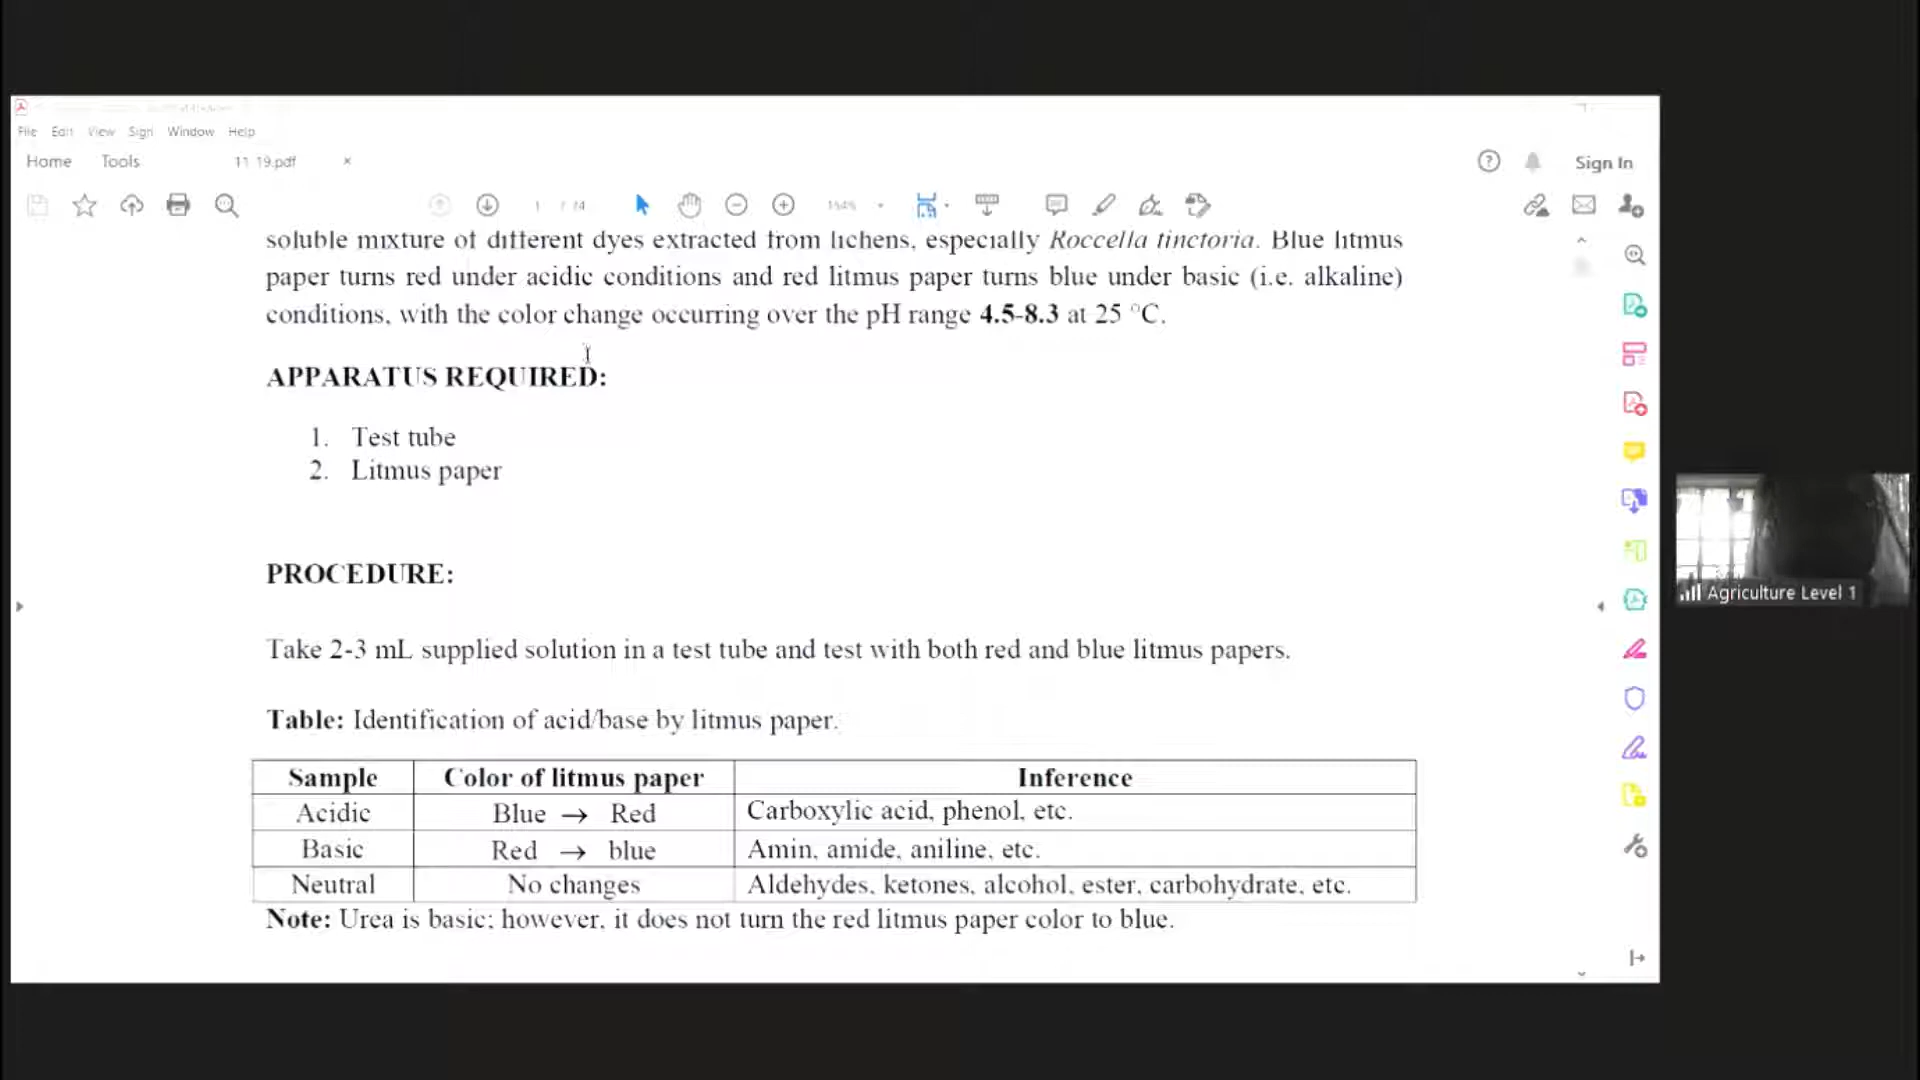 File Edit View Sign Window Help
Home Tools 11 19.pdf ×
Sign In
1 / 14 154%
soluble mixture of different dyes extracted from lichens, especially Roccella tinctoria. Blue litmus
paper turns red under acidic conditions and red litmus paper turns blue under basic (i.e. alkaline)
conditions, with the color change occurring over the pH range 4.5-8.3 at 25 °C.
APPARATUS REQUIRED:
1. Test tube
2. Litmus paper
PROCEDURE:
Take 2-3 mL supplied solution in a test tube and test with both red and blue litmus papers.
Table: Identification of acid/base by litmus paper.
Sample Color of litmus paper Inference
Acidic Blue → Red Carboxylic acid, phenol, etc.
Basic Red → blue Amin, amide, aniline, etc.
Neutral No changes Aldehydes, ketones, alcohol, ester, carbohydrate, etc.
Note: Urea is basic; however, it does not turn the red litmus paper color to blue.
Agriculture Level 1